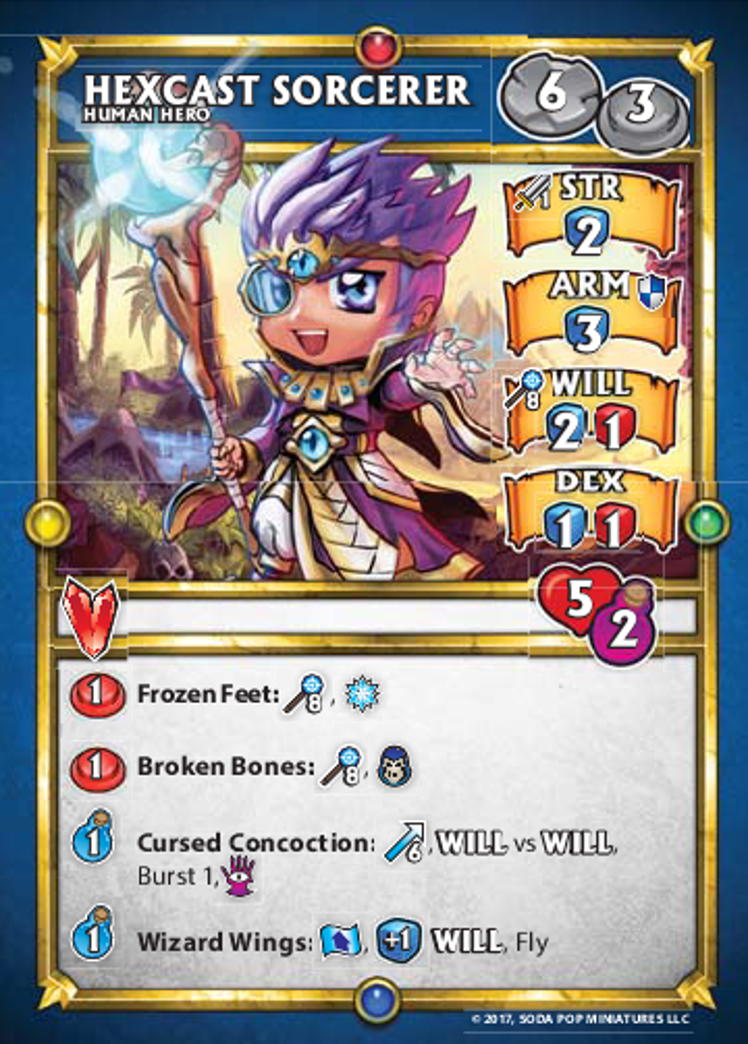 HEXCAST SORCERER
HUMAN HERO
6
3
1 STR
2
ARM
3
8 WILL
2 1
DEX
1 1
5
2
1 Frozen Feet: 8,
1 Broken Bones: 8,
1 Cursed Concoction: 6, WILL vs WILL,
Burst 1,
1 Wizard Wings: , +1 WILL, Fly
© 2017, SODA POP MINIATURES LLC